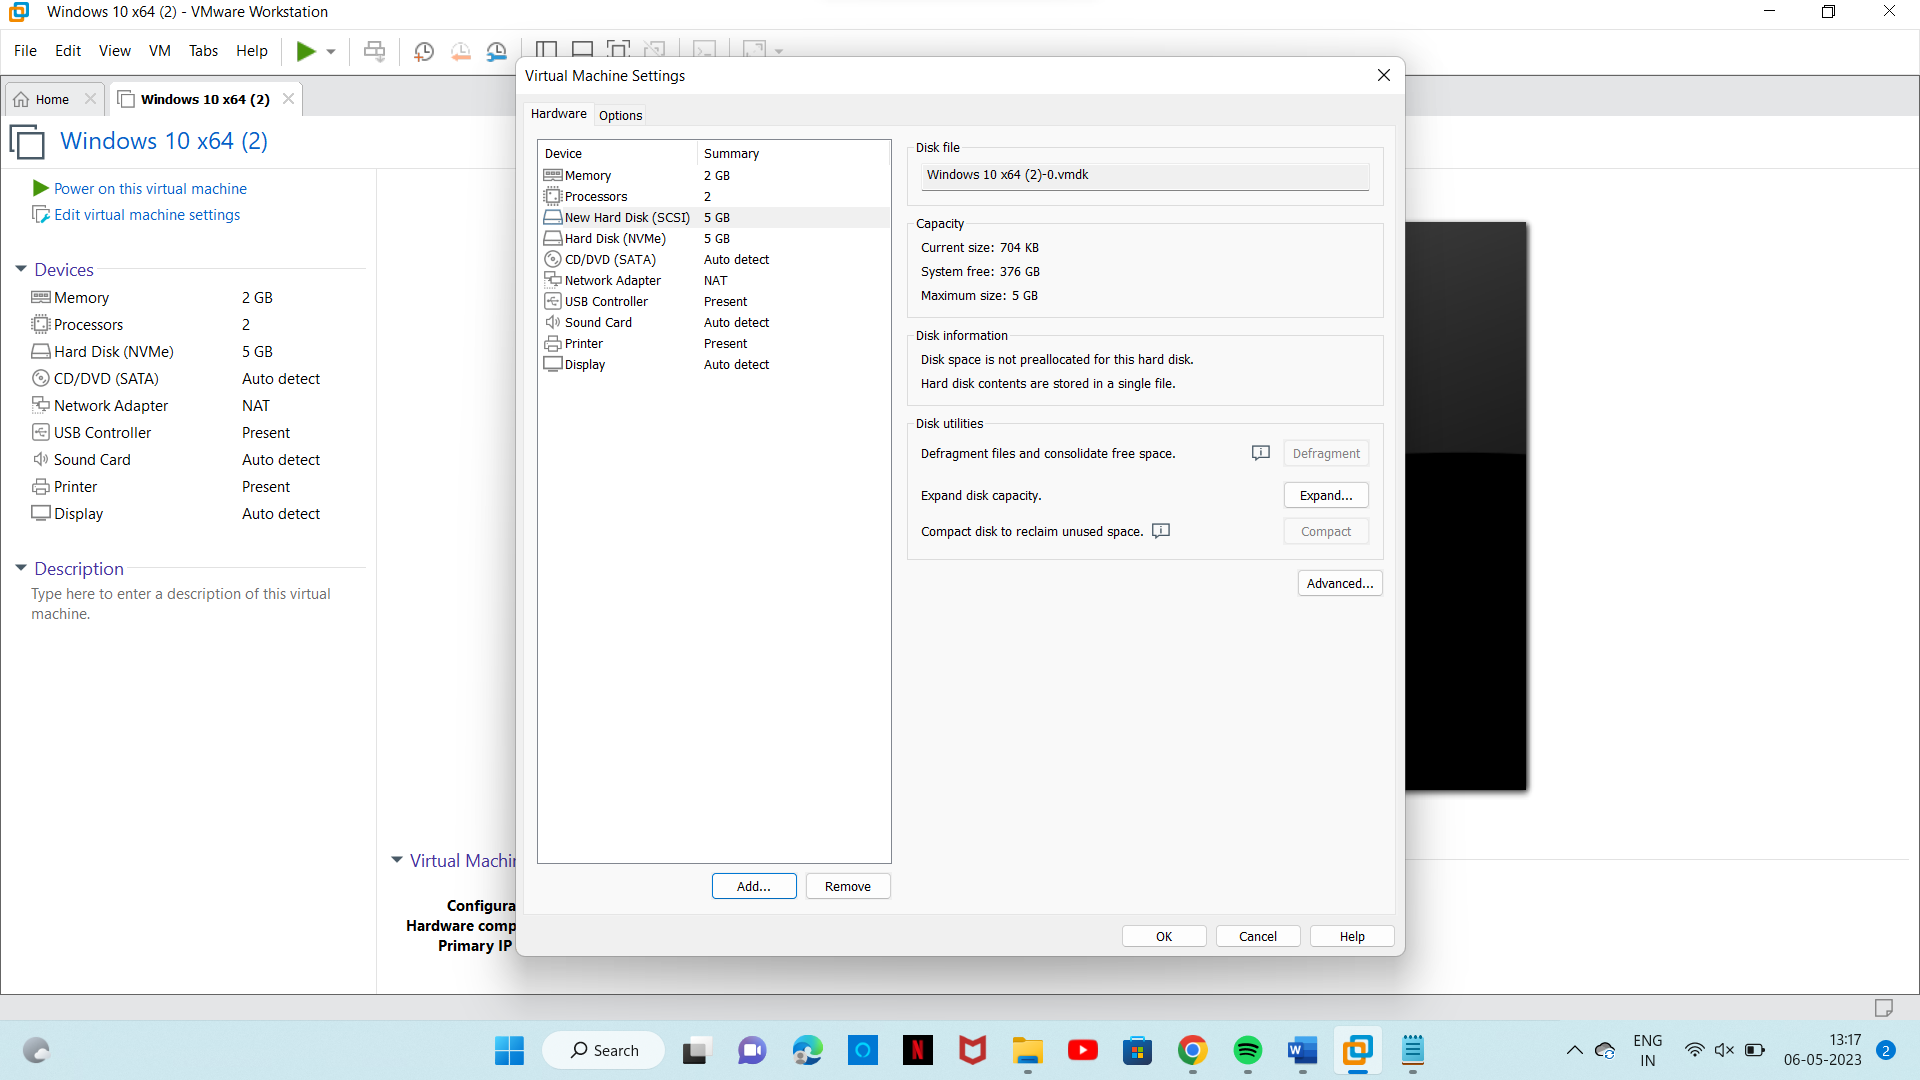 Windows 10 x64 (2) - VMware Workstation
File Edit View VM Tabs Help
Home
Windows 10 x64 (2)
Windows 10 x64 (2)
Power on this virtual machine
Edit virtual machine settings
Devices
Memory 2 GB
Processors 2
Hard Disk (NVMe) 5 GB
CD/DVD (SATA) Auto detect
Network Adapter NAT
USB Controller Present
Sound Card Auto detect
Printer Present
Display Auto detect
Description
Type here to enter a description of this virtual
machine.
Virtual Machin
Configura
Hardware comp
Primary IP
Virtual Machine Settings
Hardware Options
Device Summary
Memory 2 GB
Processors 2
New Hard Disk (SCSI) 5 GB
Hard Disk (NVMe) 5 GB
CD/DVD (SATA) Auto detect
Network Adapter NAT
USB Controller Present
Sound Card Auto detect
Printer Present
Display Auto detect
Add... Remove
Disk file
Windows 10 x64 (2)-0.vmdk
Capacity
Current size: 704 KB
System free: 376 GB
Maximum size: 5 GB
Disk information
Disk space is not preallocated for this hard disk.
Hard disk contents are stored in a single file.
Disk utilities
Defragment files and consolidate free space. Defragment
Expand disk capacity. Expand...
Compact disk to reclaim unused space. Compact
Advanced...
OK Cancel Help
Search
N
W
ENG
IN
13:17
06-05-2023
2